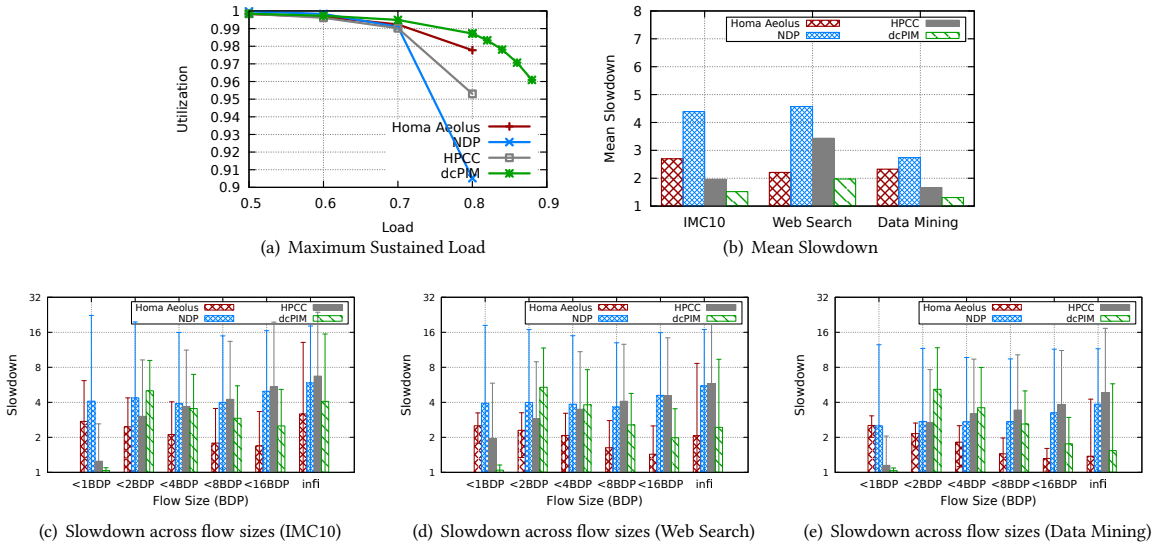 1
0.99
0.98
0.97
0.96
0.95
0.94
0.93
0.92
0.91
0.9
0.5
0.6
0.7
0.8
0.9
Utilization
Load
Homa Aeolus
NDP
HPCC
dcPIM
(a) Maximum Sustained Load
8
7
6
5
4
3
2
1
Mean Slowdown
Homa Aeolus
NDP
HPCC
dcPIM
IMC10
Web Search
Data Mining
(b) Mean Slowdown
32
16
8
4
2
1
Slowdown
Homa Aeolus
NDP
HPCC
dcPIM
<1BDP
<2BDP
<4BDP
<8BDP
<16BDP
infi
Flow Size (BDP)
(c) Slowdown across flow sizes (IMC10)
32
16
8
4
2
1
Slowdown
Homa Aeolus
NDP
HPCC
dcPIM
<1BDP
<2BDP
<4BDP
<8BDP
<16BDP
infi
Flow Size (BDP)
(d) Slowdown across flow sizes (Web Search)
32
16
8
4
2
1
Slowdown
Homa Aeolus
NDP
HPCC
dcPIM
<1BDP
<2BDP
<4BDP
<8BDP
<16BDP
infi
Flow Size (BDP)
(e) Slowdown across flow sizes (Data Mining)